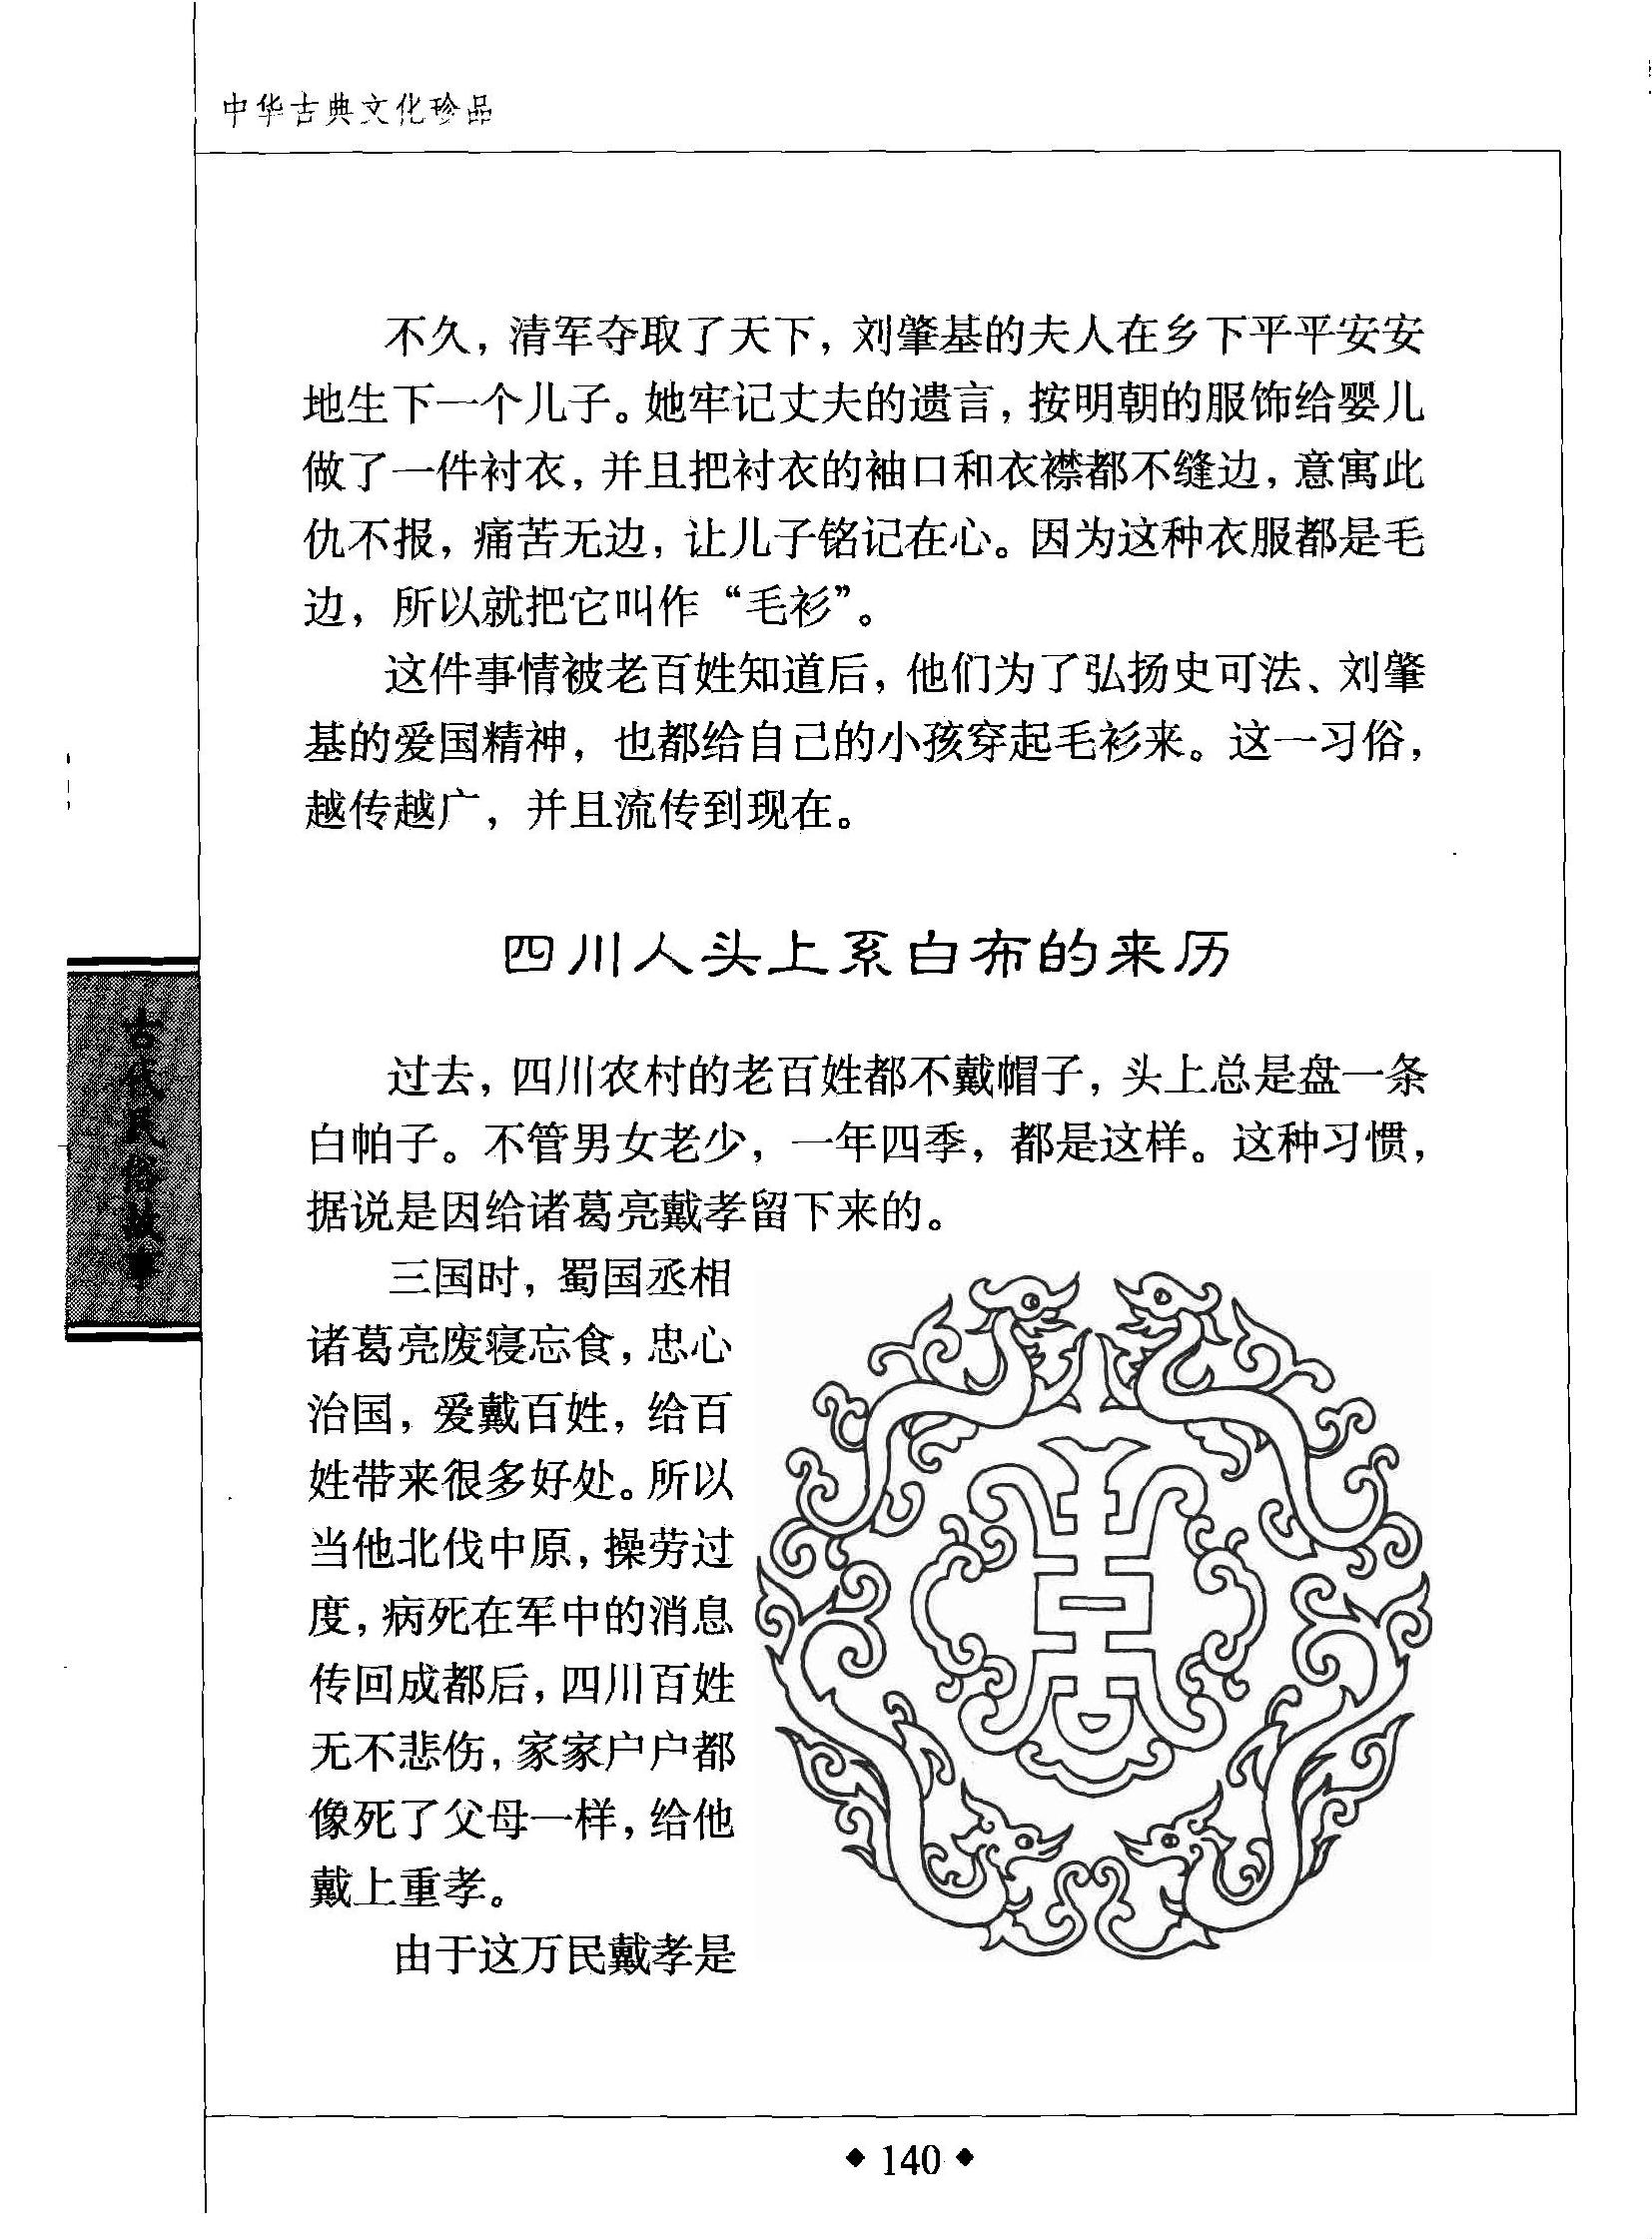 中华古典文化珍品
不久，清军夺取了天下，刘肇基的夫人在乡下平平安安
地生下一个儿子。她牢记丈夫的遗言，按明朝的服饰给婴儿
做了一件衬衣，并且把衬衣的袖口和衣襟都不缝边，意寓此
仇不报，痛苦无边，让儿子铭记在心。因为这种衣服都是毛
边，所以就把它叫作“毛衫”。
这件事情被老百姓知道后，他们为了弘扬史可法、刘肇
基的爱国精神，也都给自己的小孩穿起毛衫来。这一习俗，
越传越广，并且流传到现在。
四川人头上系白布的来历
过去，四川农村的老百姓都不戴帽子，头上总是盘一条
白帕子。不管男女老少，一年四季，都是这样。这种习惯，
据说是因给诸葛亮戴孝留下来的。
三国时，蜀国丞相
诸葛亮废寝忘食，忠心
治国，爱戴百姓，给百
姓带来很多好处。所以
当他北伐中原，操劳过
度，病死在军中的消息
传回成都后，四川百姓
无不悲伤，家家户户都
像死了父母一样，给他
戴上重孝。
由于这万民戴孝是
古代民俗故事
◆ 140 ◆